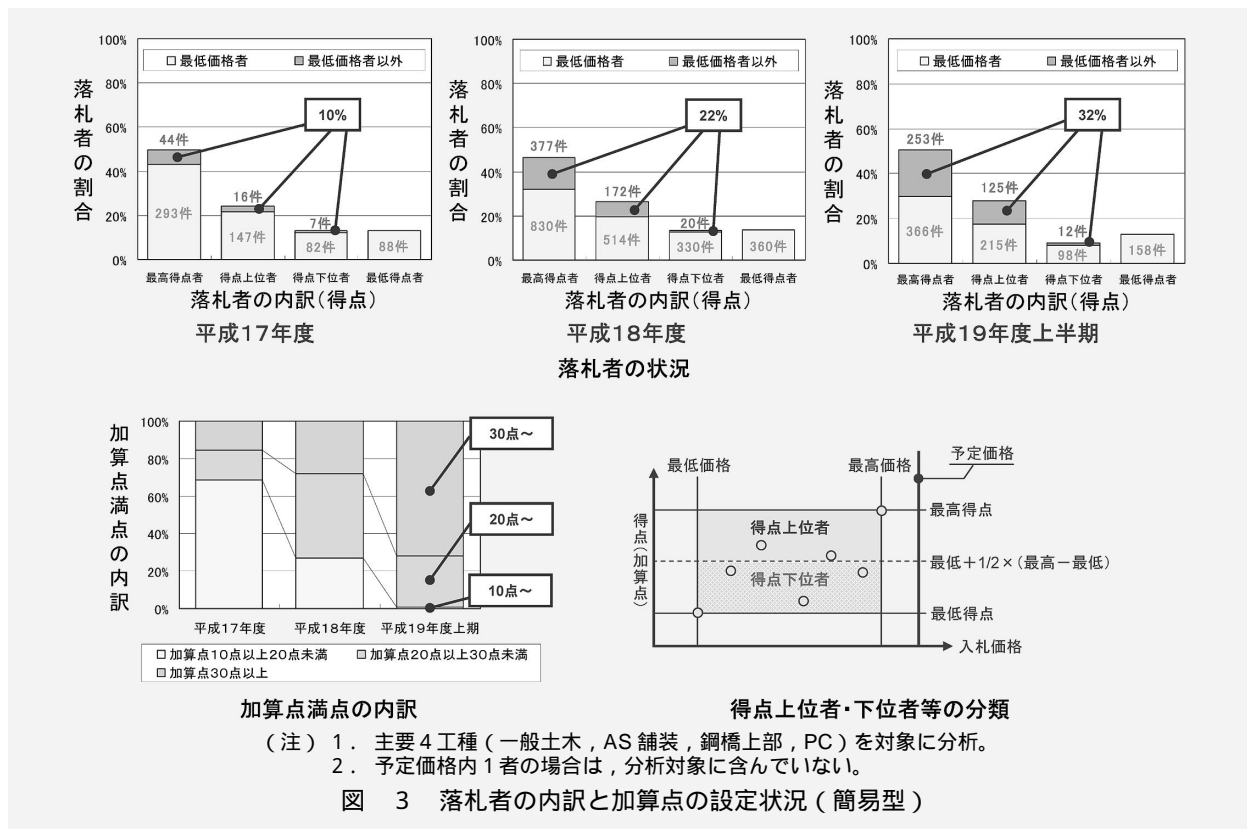 100%
80%
60%
40%
20%
0%
落札者の割合
□最低価格者 ■最低価格者以外
10%
44件
293件
16件
147件
7件
82件
88件
最高得点者 得点上位者 得点下位者 最低得点者
落札者の内訳(得点)
平成17年度
100%
80%
60%
40%
20%
0%
落札者の割合
□最低価格者 ■最低価格者以外
22%
377件
830件
172件
514件
20件
330件
360件
最高得点者 得点上位者 得点下位者 最低得点者
落札者の内訳(得点)
平成18年度
100%
80%
60%
40%
20%
0%
落札者の割合
□最低価格者 ■最低価格者以外
32%
253件
366件
125件
215件
12件
98件
158件
最高得点者 得点上位者 得点下位者 最低得点者
落札者の内訳(得点)
平成19年度上半期
落札者の状況
加算点満点の内訳
100%
80%
60%
40%
20%
0%
30点～
20点～
10点～
平成17年度 平成18年度 平成19年度上期
□加算点10点以上20点未満 □加算点20点以上30点未満
□加算点30点以上
加算点満点の内訳
最低価格
最高価格
予定価格
得点(加算点)
得点上位者
得点下位者
最高得点
最低＋1/2×(最高－最低)
最低得点
入札価格
得点上位者・下位者等の分類
（注）1． 主要4工種（一般土木，AS舗装，鋼橋上部，PC）を対象に分析。
2． 予定価格内1者の場合は，分析対象に含んでいない。
図 3 落札者の内訳と加算点の設定状況（簡易型）